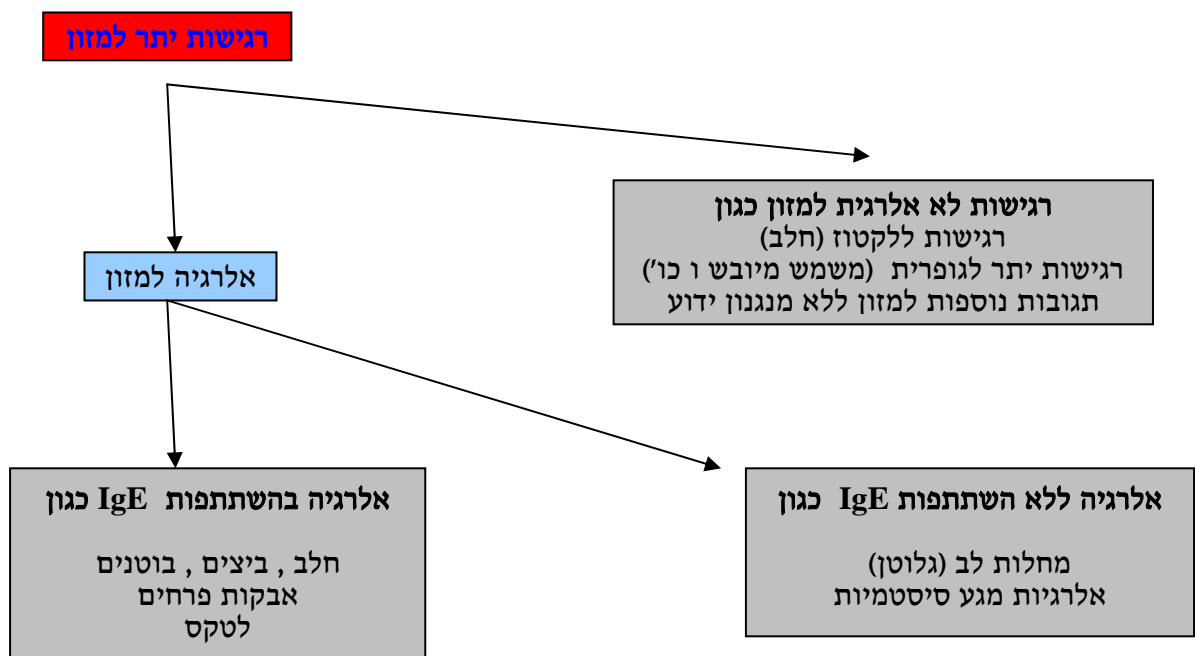 רגישות יתר למזון
רגישות לא אלרגית למזון כגון
רגישות ללקטוז (חלב)
רגישות יתר לגופרית (משמש מיובש ו כו')
תגובות נוספות למזון ללא מנגנון ידוע
אלרגיה למזון
אלרגיה בהשתתפות IgE כגון
חלב , ביצים , בוטנים
אבקות פרחים
לטקס
אלרגיה ללא השתתפות IgE כגון
מחלות לב (גלוטן)
אלרגיות מגע סיסטמיות